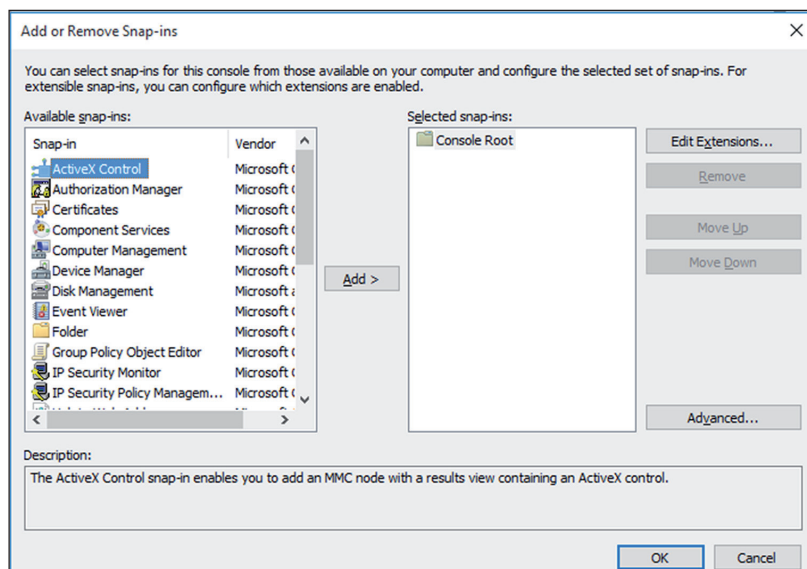 Add or Remove Snap-ins
You can select snap-ins for this console from those available on your computer and configure the selected set of snap-ins. For
extensible snap-ins, you can configure which extensions are enabled.
Available snap-ins:
Snap-in Vendor
ActiveX Control Microsoft
Authorization Manager Microsoft
Certificates Microsoft
Component Services Microsoft
Computer Management Microsoft
Device Manager Microsoft
Disk Management Microsoft
Event Viewer Microsoft
Folder Microsoft
Group Policy Object Editor Microsoft
IP Security Monitor Microsoft
IP Security Policy Managem... Microsoft
Add >
Selected snap-ins:
Console Root
Edit Extensions...
Remove
Move Up
Move Down
Advanced...
Description:
The ActiveX Control snap-in enables you to add an MMC node with a results view containing an ActiveX control.
OK Cancel